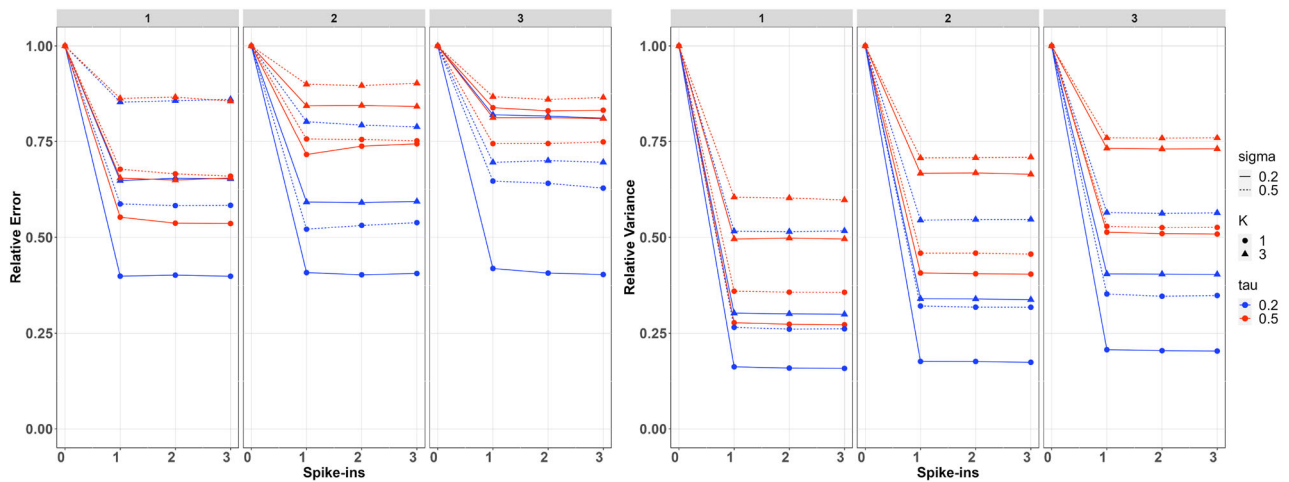 1 2 3
1.00
0.75
0.50
0.25
0.00
Relative Error
0 1 2 3 0 1 2 3 0 1 2 3
Spike-ins
1 2 3
1.00
0.75
0.50
0.25
0.00
Relative Variance
0 1 2 3 0 1 2 3 0 1 2 3
Spike-ins
sigma
0.2
0.5
K
1
3
tau
0.2
0.5